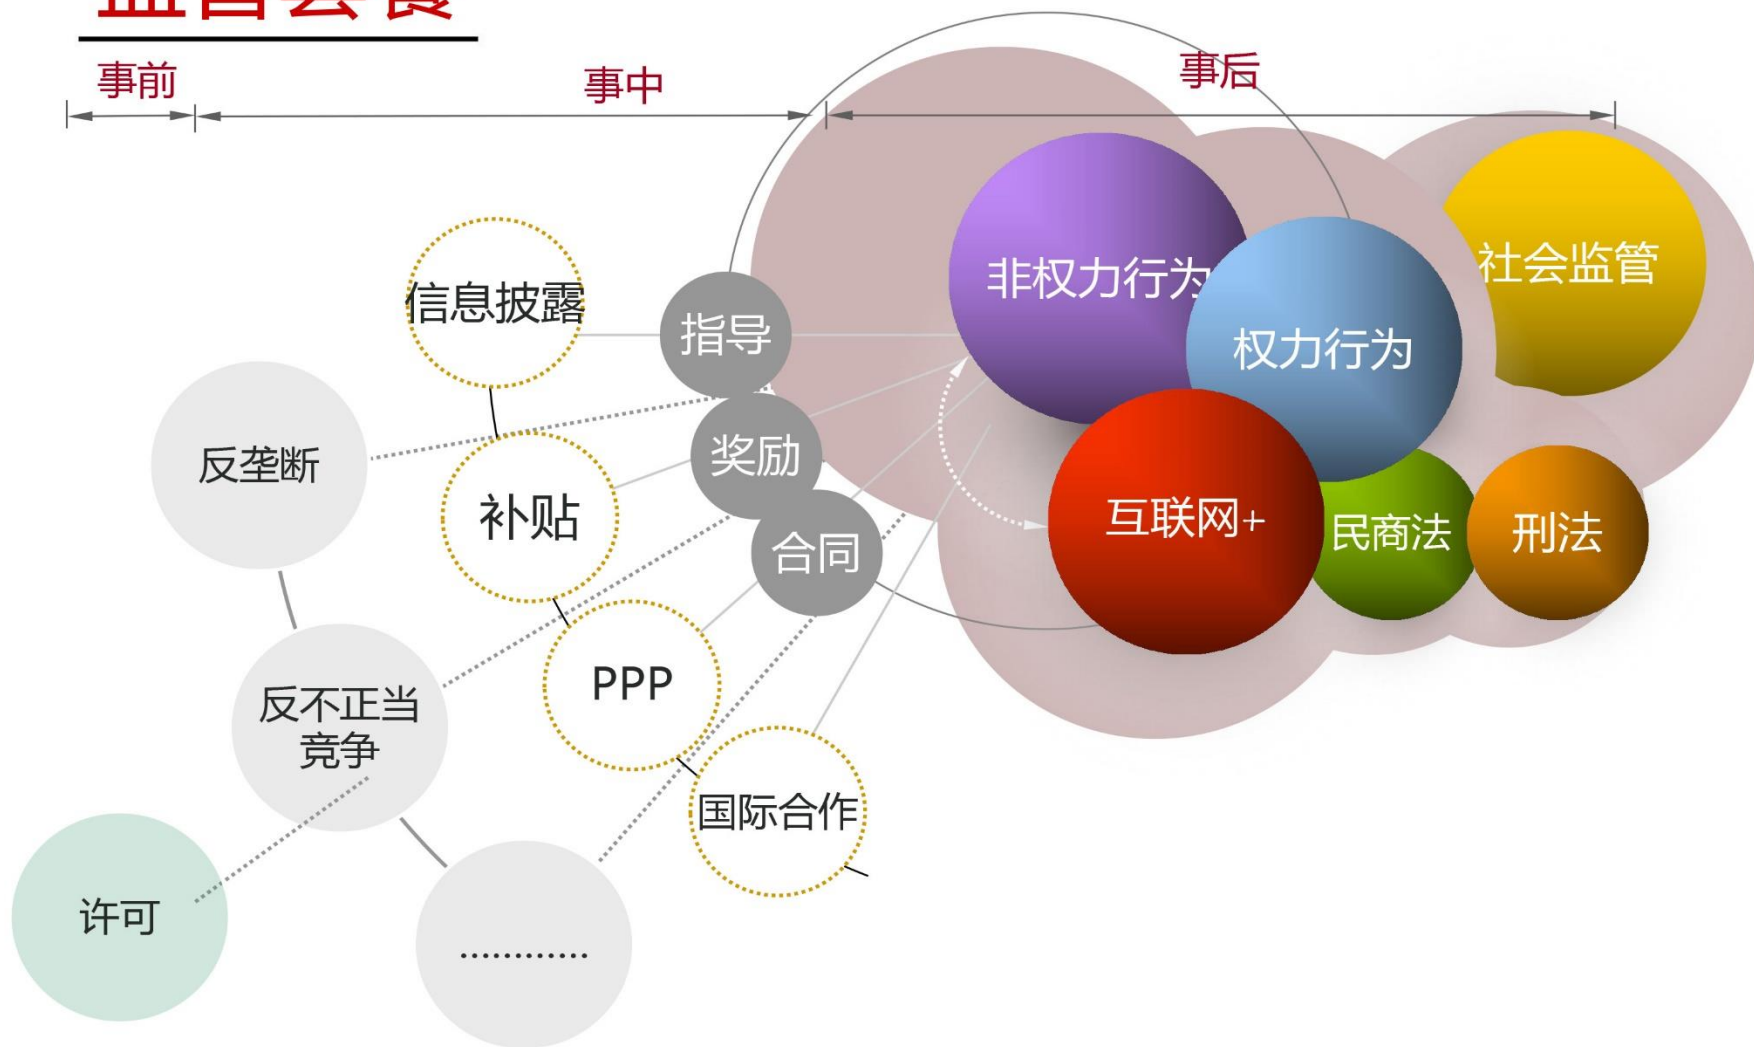 事前
事中
事后
信息披露
指导
非权力行为
权力行为
社会监管
反垄断
奖励
补贴
合同
互联网+
民商法
刑法
反不正当
竞争
PPP
国际合作
许可
............